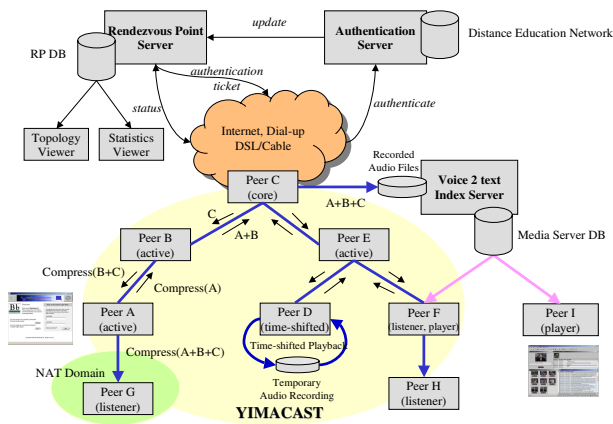 Rendezvous Point
Server
update
Authentication
Server
Distance Education Network
RP DB
authentication
ticket
status
authenticate
Topology
Viewer
Statistics
Viewer
Internet, Dial-up
DSL/Cable
Recorded
Audio Files
Voice 2 text
Index Server
Peer C
(core)
A+B+C
C
A+B
Media Server DB
Peer B
(active)
Peer E
(active)
Compress(B+C)
Compress(A)
Bb
Peer A
(active)
Peer D
(time-shifted)
Peer F
(listener, player)
Peer I
(player)
Time-shifted Playback
Compress(A+B+C)
NAT Domain
Temporary
Audio Recording
Peer G
(listener)
Peer H
(listener)
YIMACAST